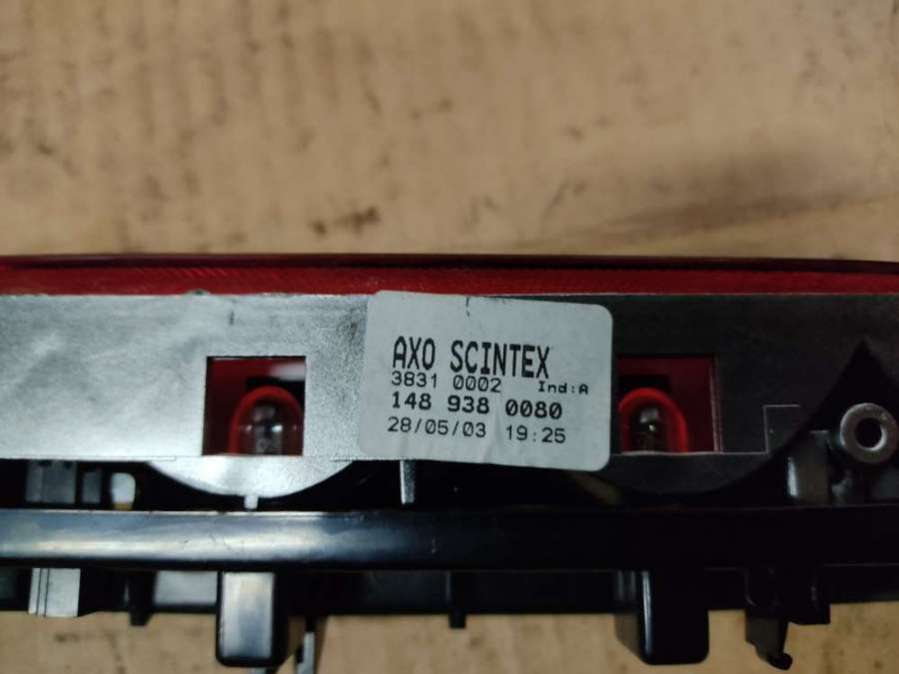 AXO SCINTEX
3831 0002 Ind:A
148 938 0080
28/05/03 19:25